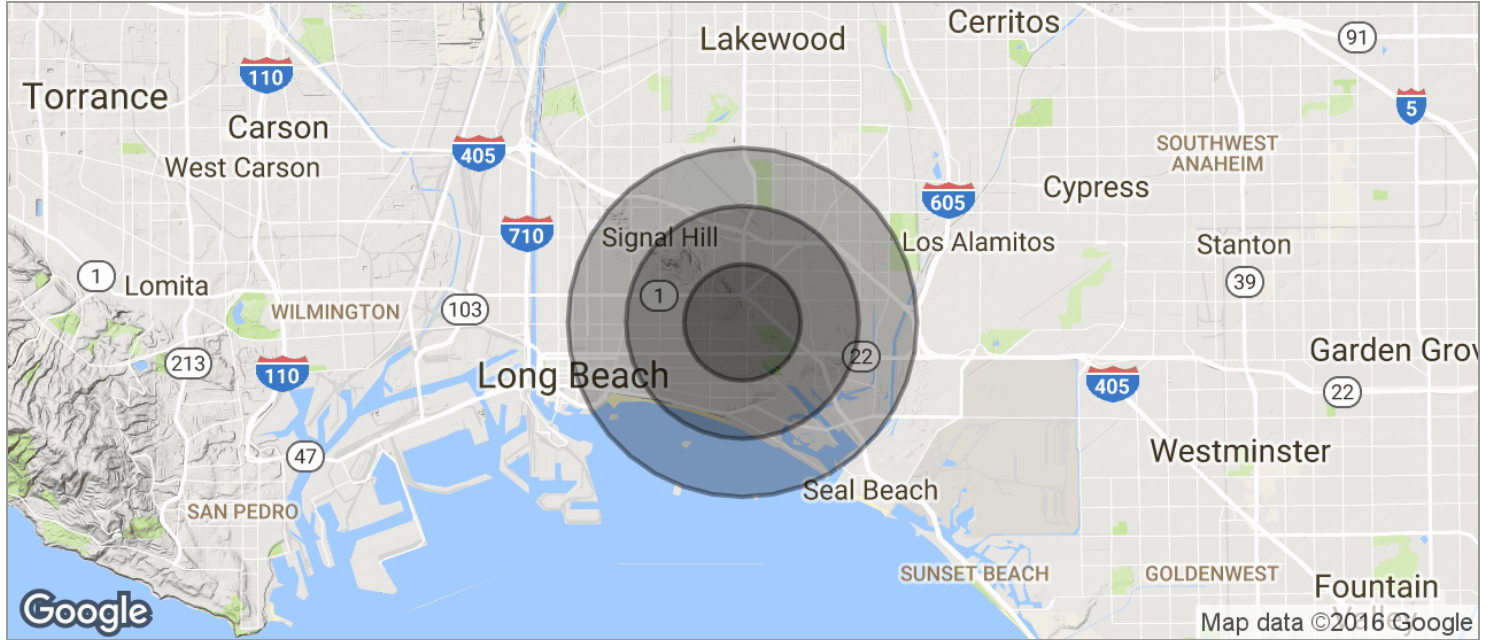 Cerritos
Lakewood
91
110
5
Torrance
Carson
SOUTHWEST
ANAHEIM
405
West Carson
Cypress
605
710
Signal Hill
Los Alamitos
Stanton
1
Lomita
1
39
WILMINGTON
103
213
22
Garden Grov
110
Long Beach
405
22
47
Westminster
SAN PEDRO
Seal Beach
SUNSET BEACH
GOLDENWEST
Fountain
Valley
Google
Map data ©2016 Google